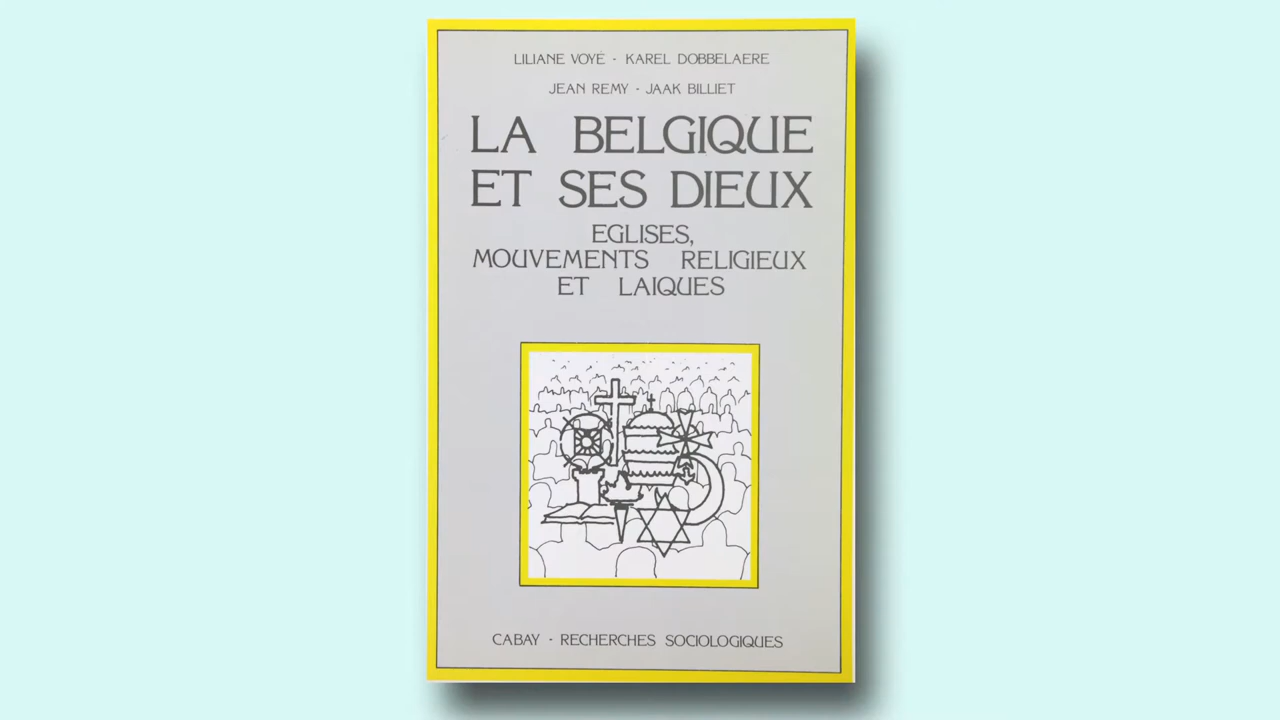 LILIANE VOYÉ - KAREL DOBBELAERE
JEAN REMY - JAAK BILLIET
LA BELGIQUE
ET SES DIEUX
EGLISES,
MOUVEMENTS RELIGIEUX
ET LAIQUES
CABAY - RECHERCHES SOCIOLOGIQUES